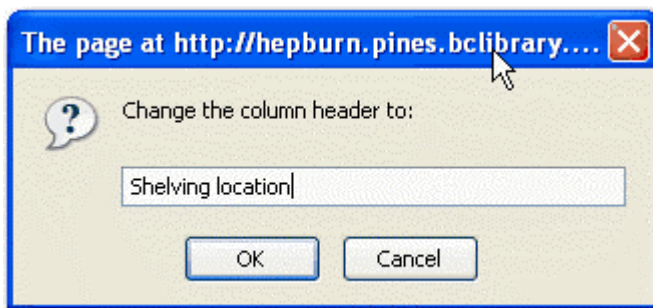 The page at http://hepburn.pines.bclibrary....
Change the column header to:
Shelving location
OK Cancel